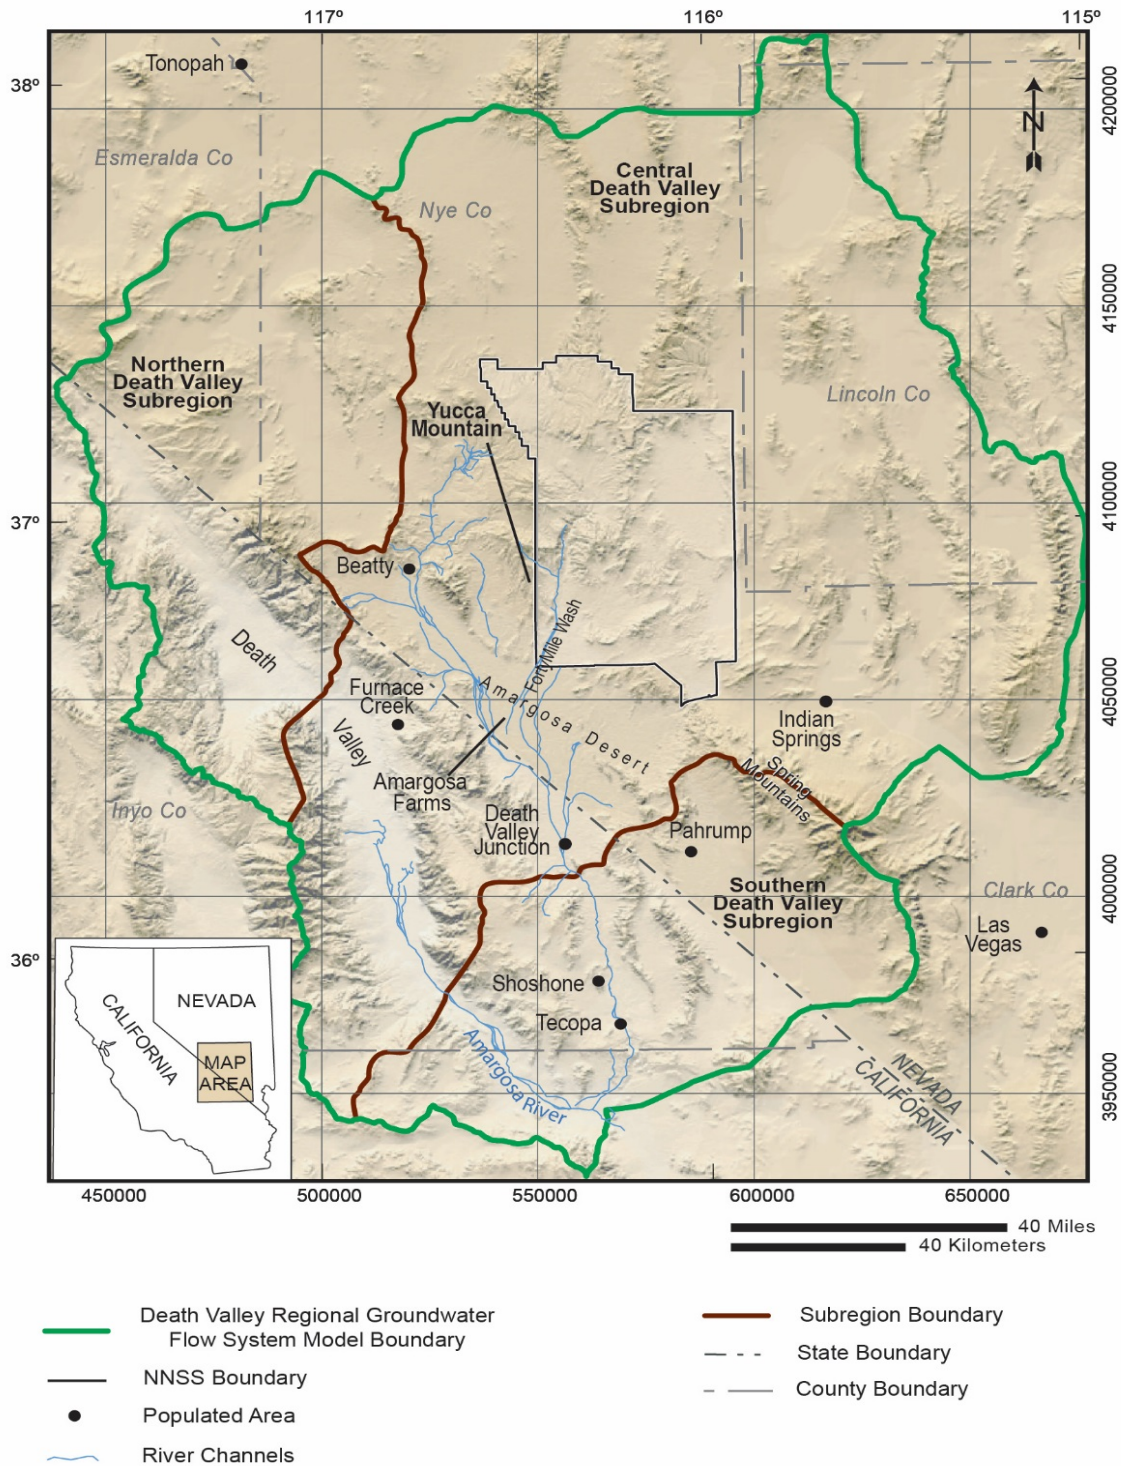 117º
116º
115º
Tonopah
38º
4200000
N
Esmeralda Co
Central
Death Valley
Subregion
Nye Co
4150000
Northern
Death Valley
Subregion
Lincoln Co
Yucca
Mountain
4100000
37º
Beatty
FortyMile Wash
Death
Valley
Furnace
Creek
Amargosa Desert
4050000
Indian
Springs
Spring
Mountains
Amargosa
Farms
Inyo Co
Death
Valley
Junction
Pahrump
Southern
Death Valley
Subregion
Clark Co
4000000
Las
Vegas
36º
Shoshone
Tecopa
Amargosa River
NEVADA
CALIFORNIA
3950000
NEVADA
CALIFORNIA
MAP
AREA
450000
500000
550000
600000
650000
40 Miles
40 Kilometers
Death Valley Regional Groundwater
Flow System Model Boundary
NNSS Boundary
Populated Area
River Channels
Subregion Boundary
State Boundary
County Boundary